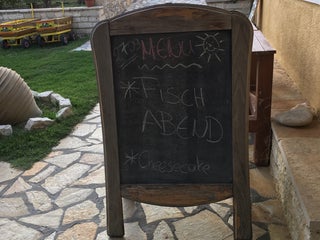 MENU
*FISCH
ABEND
*Cheesecake